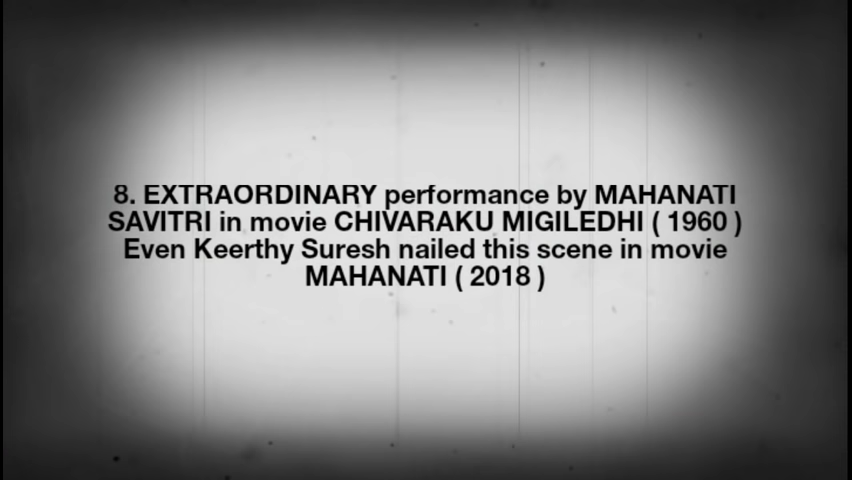 8. EXTRAORDINARY performance by MAHANATI
SAVITRI in movie CHIVARAKU MIGILEDHI ( 1960 )
Even Keerthy Suresh nailed this scene in movie
MAHANATI ( 2018 )